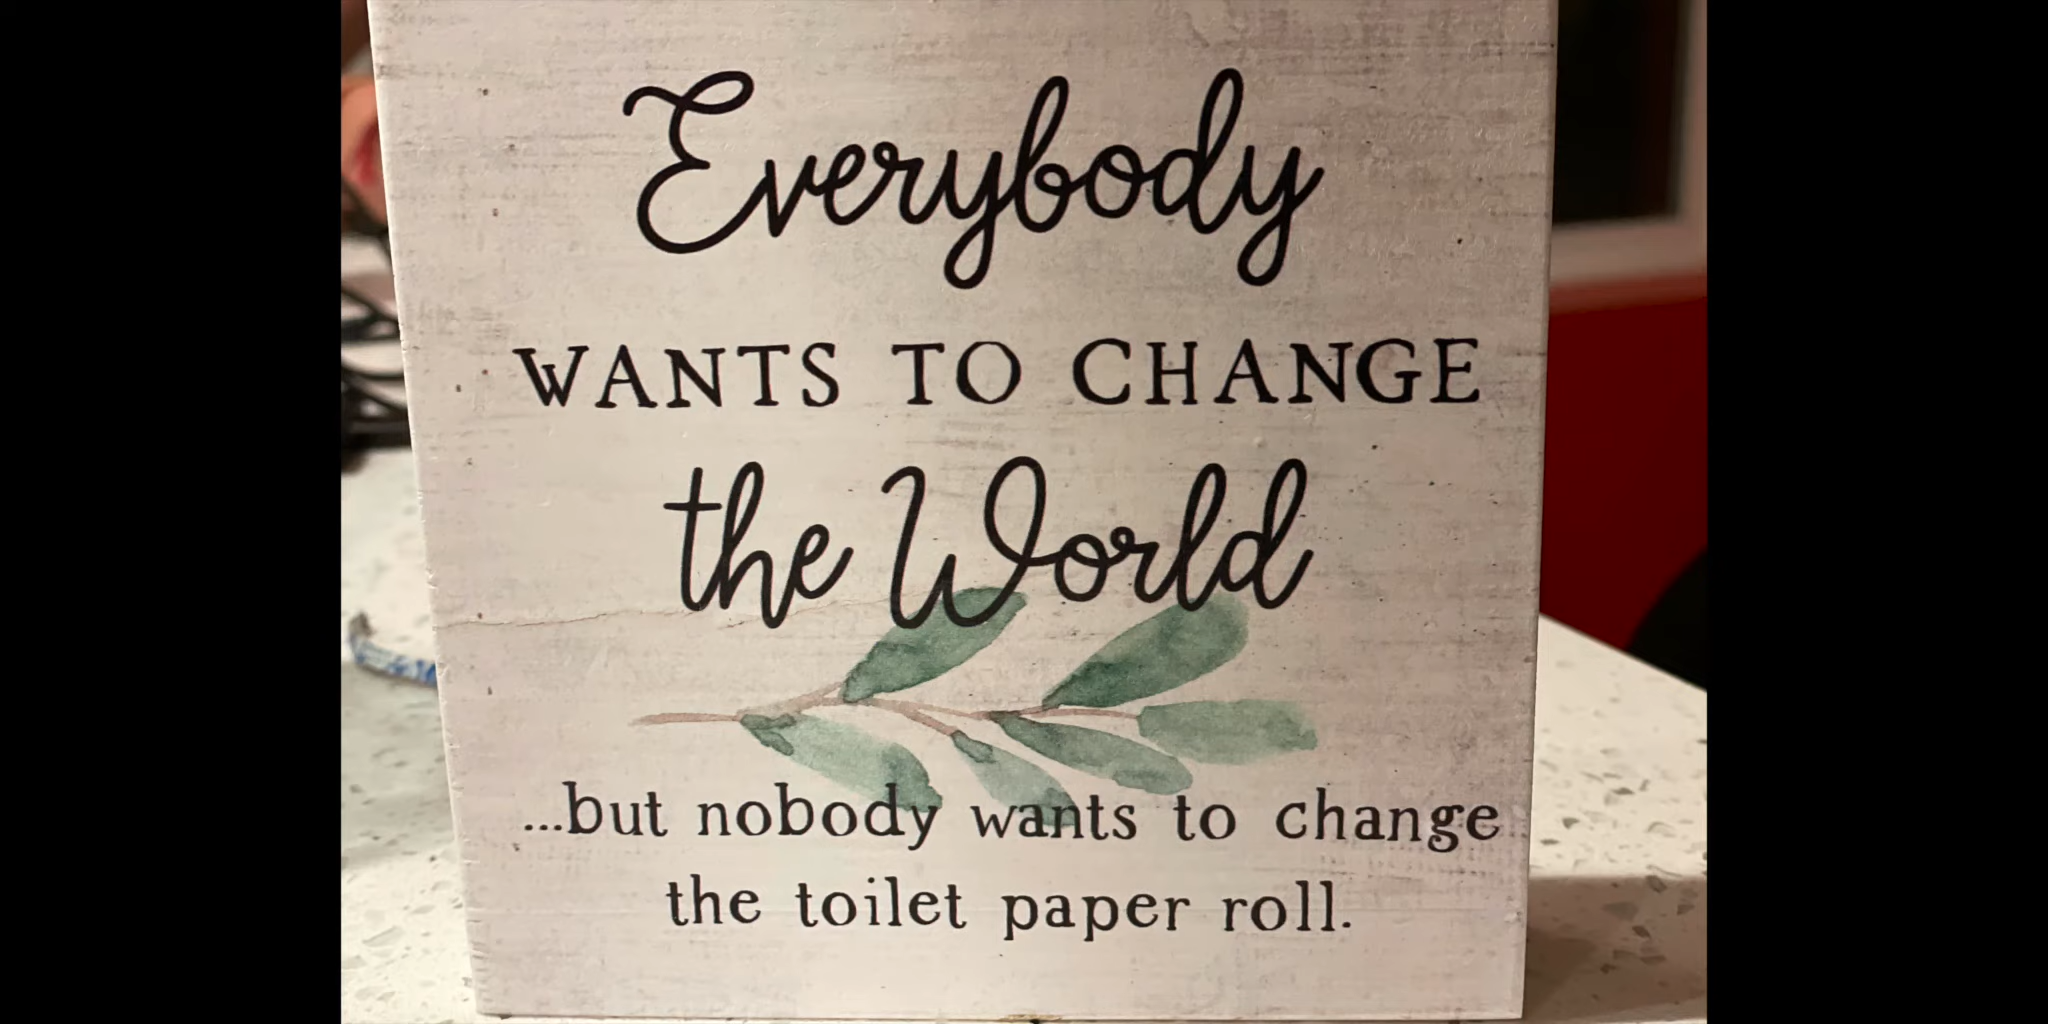 Everybody
WANTS TO CHANGE
the World
...but nobody wants to change
the toilet paper roll.